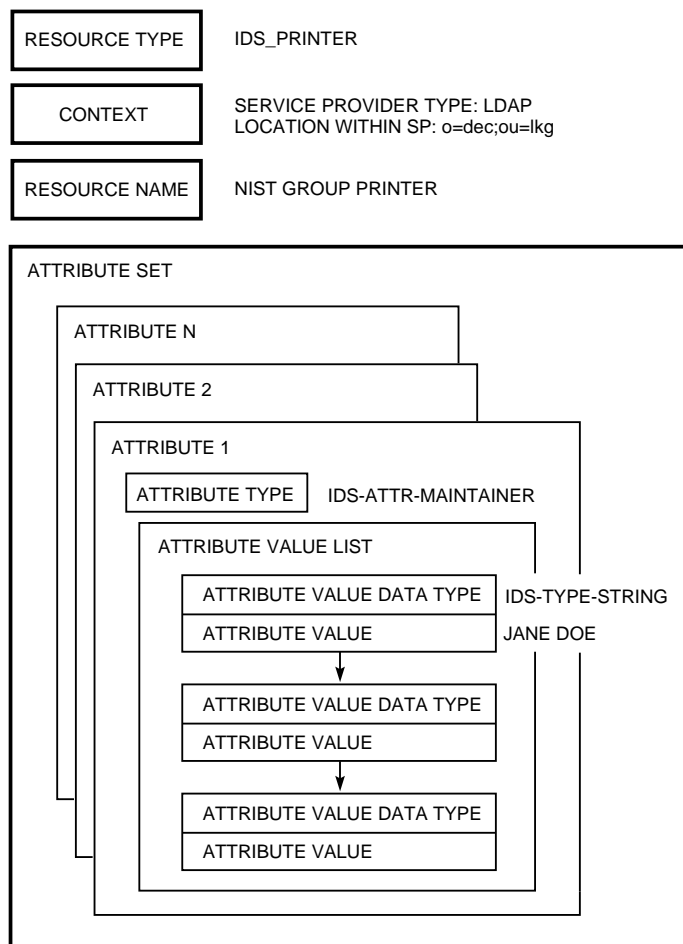 RESOURCE TYPE IDS_PRINTER
CONTEXT SERVICE PROVIDER TYPE: LDAP
LOCATION WITHIN SP: o=dec;ou=lkg
RESOURCE NAME NIST GROUP PRINTER
ATTRIBUTE SET
ATTRIBUTE N
ATTRIBUTE 2
ATTRIBUTE 1
ATTRIBUTE TYPE IDS-ATTR-MAINTAINER
ATTRIBUTE VALUE LIST
ATTRIBUTE VALUE DATA TYPE IDS-TYPE-STRING
ATTRIBUTE VALUE JANE DOE
ATTRIBUTE VALUE DATA TYPE
ATTRIBUTE VALUE
ATTRIBUTE VALUE DATA TYPE
ATTRIBUTE VALUE